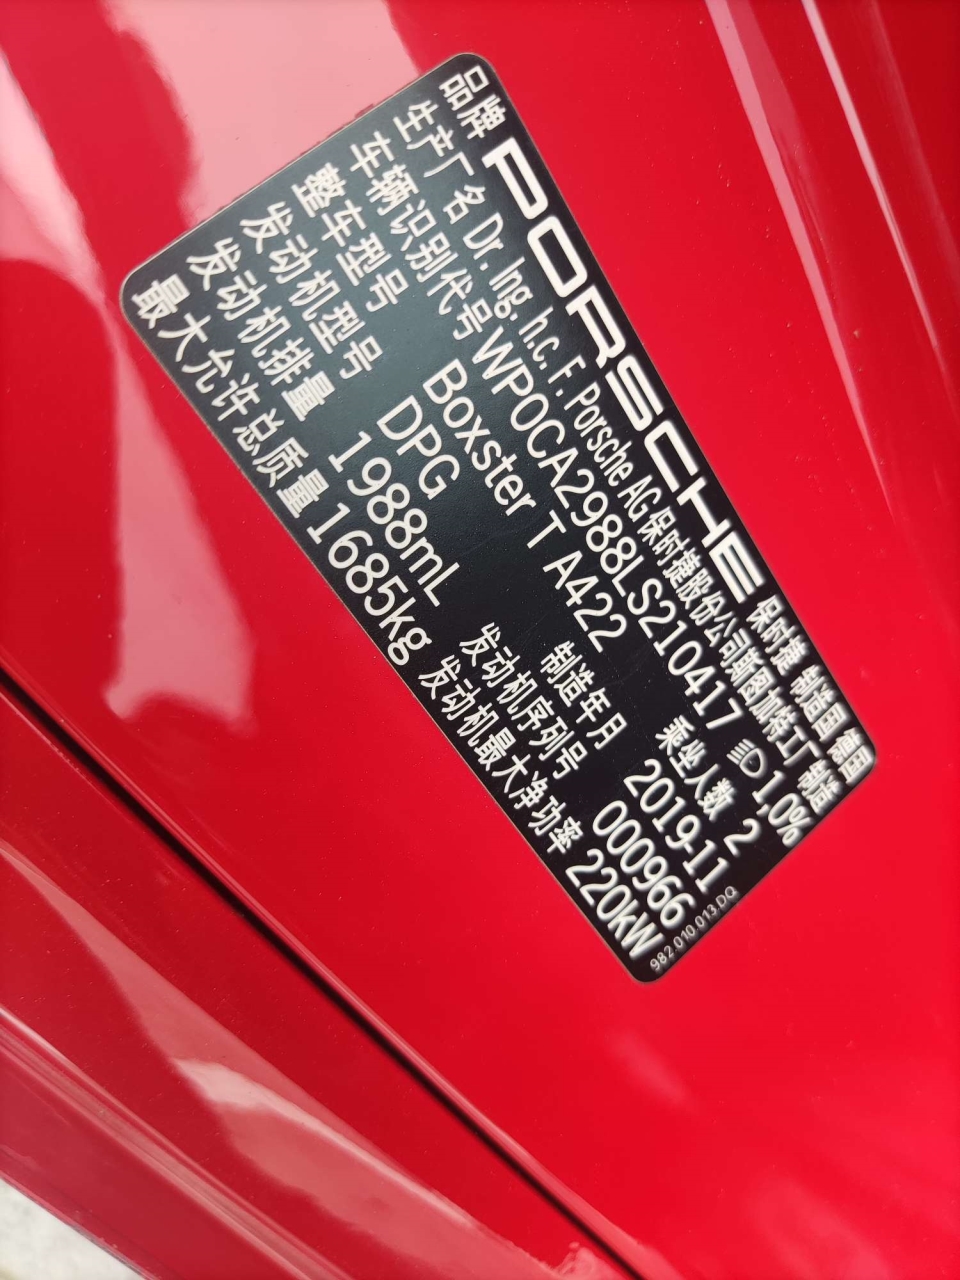 品牌 PORSCHE 保时捷 制造国 德国
生产厂名 Dr. Ing. h.c. F. Porsche AG 保时捷股份公司斯图加特工厂 制造
车辆识别代号 WP0CA2988LS210417 1,0%
整车型号 Boxster T A422 乘坐人数 2
发动机型号 DPG 制造年月 2019-11
发动机排量 1988mL 发动机序列号 000966
最大允许总质量 1685kg 发动机最大净功率 220kW
982.010.013.DQ